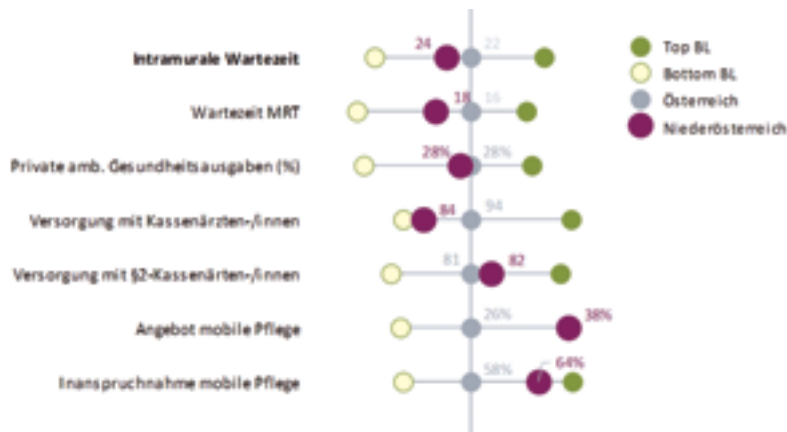 24 22
Intramurale Wartezeit
18 16
Wartezeit MRT
28% 28%
Private amb. Gesundheitsausgaben (%)
84 94
Versorgung mit Kassenärzten-/innen
81 82
Versorgung mit §2-Kassenärten-/innen
26% 38%
Angebot mobile Pflege
58% 64%
Inanspruchnahme mobile Pflege
Top BL
Bottom BL
Österreich
Niederösterreich